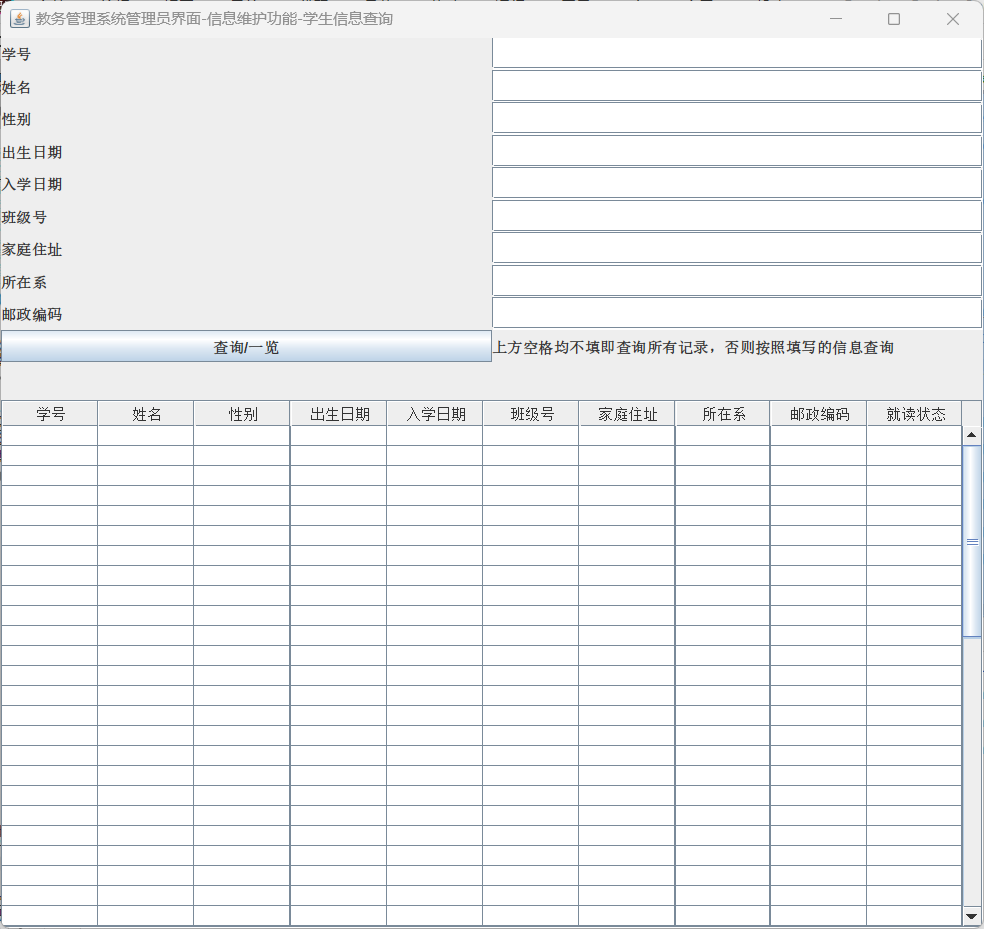 教务管理系统管理员界面-信息维护功能-学生信息查询
学号
姓名
性别
出生日期
入学日期
班级号
家庭住址
所在系
邮政编码
查询/一览 上方空格均不填即查询所有记录，否则按照填写的信息查询
学号 姓名 性别 出生日期 入学日期 班级号 家庭住址 所在系 邮政编码 就读状态